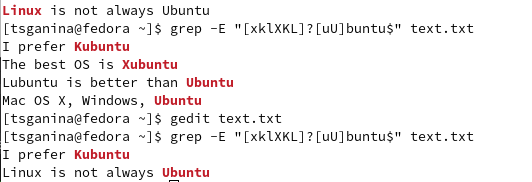 Linux is not always Ubuntu
[tsganina@fedora ~]$ grep -E "[xklXKL]?[uU]buntu$" text.txt
I prefer Kubuntu
The best OS is Xubuntu
Lubuntu is better than Ubuntu
Mac OS X, Windows, Ubuntu
[tsganina@fedora ~]$ gedit text.txt
[tsganina@fedora ~]$ grep -E "[xklXKL]?[uU]buntu$" text.txt
I prefer Kubuntu
Linux is not always Ubuntu